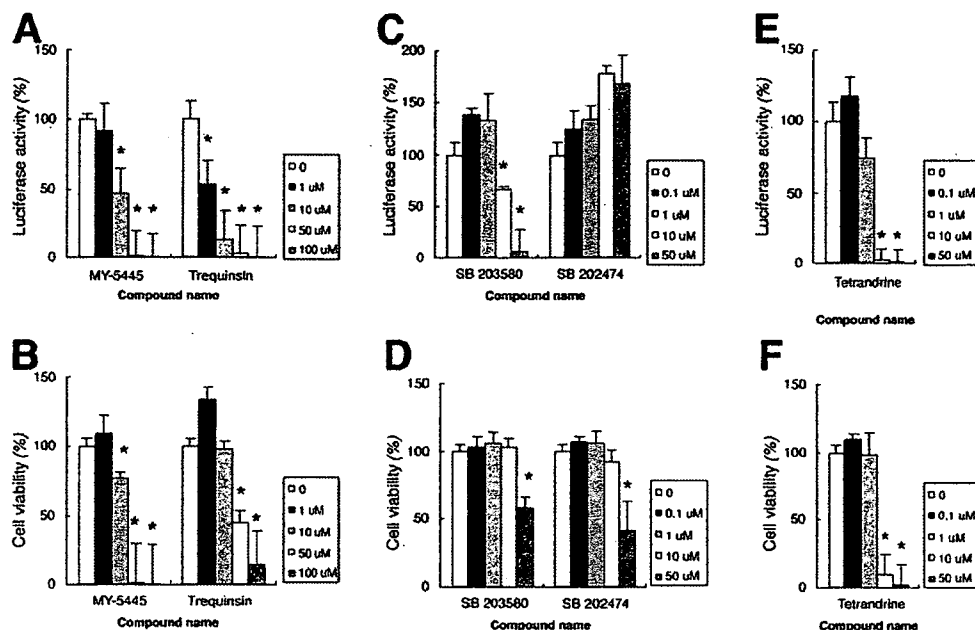 A
Luciferase activity (%)
150
100
50
0
* * * * * * *
MY-5445 Trequinsin
Compound name
0
1 uM
10 uM
50 uM
100 uM
C
Luciferase activity (%)
200
150
100
50
0
* *
SB 203580 SB 202474
Compound name
0
0.1 uM
1 uM
10 uM
50 uM
E
Luciferase activity (%)
150
100
50
0
* *
Tetrandrine
Compound name
0
0.1 uM
1 uM
10 uM
50 uM
B
Cell viability (%)
150
100
50
0
* * * * *
MY-5445 Trequinsin
Compound name
0
1 uM
10 uM
50 uM
100 uM
D
Cell viability (%)
150
100
50
0
* *
SB 203580 SB 202474
Compound name
0
0.1 uM
1 uM
10 uM
50 uM
F
Cell viability (%)
150
100
50
0
* *
Tetrandrine
Compound name
0
0.1 uM
1 uM
10 uM
50 uM